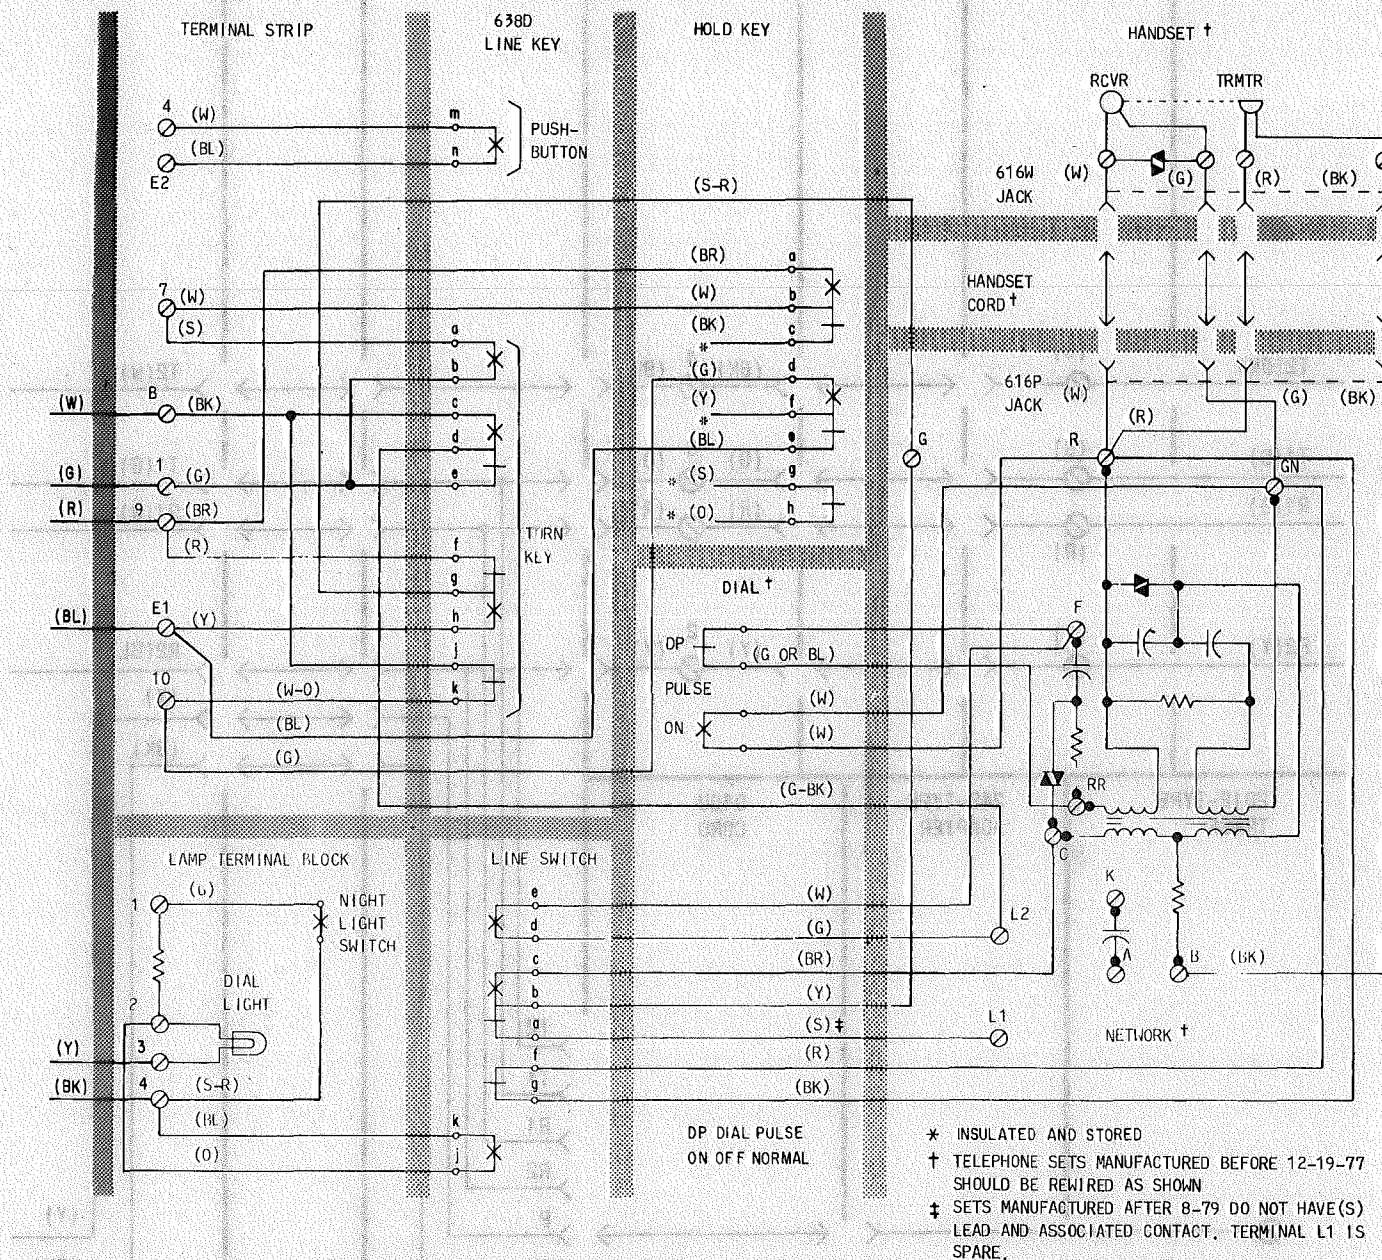 TERMINAL STRIP
638D
LINE KEY
HOLD KEY
HANDSET †
RCVR
TRMTR
4
(W)
m
PUSH-
BUTTON
(BL)
n
E2
616W
JACK
(W)
(G)
(R)
(BK)
(S-R)
(BR)
a
7
(W)
(W)
b
HANDSET
CORD †
(S)
a
(BK)
c
*
b
(G)
d
616P
JACK
(W)
(G)
(BK)
(W)
B
(BK)
c
(Y)
f
*
(R)
d
(BL)
e
G
R
(G)
1
(G)
e
* (S)
g
GN
(R)
9
(BR)
* (O)
h
(R)
f
TURN
KEY
g
DIAL †
(BL)
E1
(Y)
h
F
DP
(G OR BL)
j
10
(W-O)
k
PULSE
(W)
(BL)
ON
(W)
(G)
(G-BK)
RR
C
LAMP TERMINAL BLOCK
LINE SWITCH
(G)
1
NIGHT
LIGHT
SWITCH
e
(W)
K
L2
d
(G)
c
(BR)
A
B
(BK)
DIAL
LIGHT
2
b
(Y)
a
(S)‡
L1
NETWORK †
(Y)
3
f
(R)
(BK)
4
(S-R)
g
(BK)
(BL)
k
(O)
j
DP DIAL PULSE
ON OFF NORMAL
* INSULATED AND STORED
† TELEPHONE SETS MANUFACTURED BEFORE 12-19-77
SHOULD BE REWIRED AS SHOWN
‡ SETS MANUFACTURED AFTER 8-79 DO NOT HAVE(S)
LEAD AND ASSOCIATED CONTACT. TERMINAL L1 IS
SPARE.